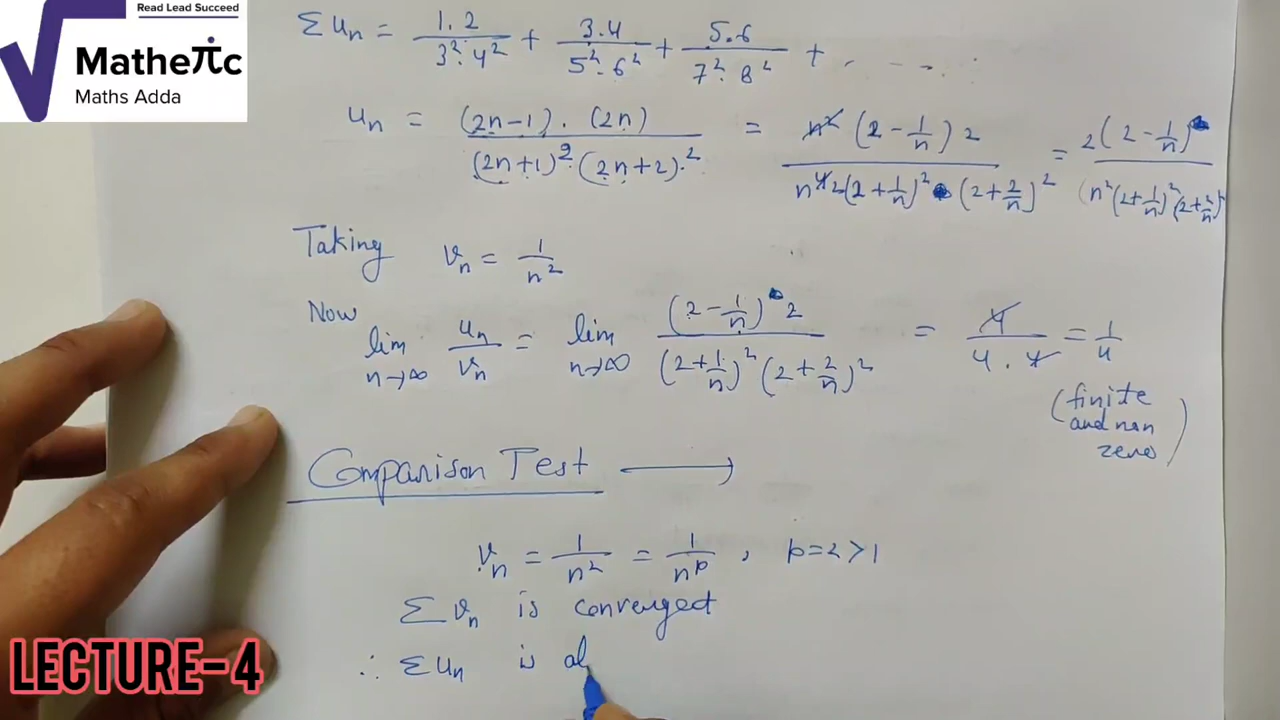 Read Lead Succeed
Matheπc
Maths Adda
Σ uₙ = 1.2 / 3².4² + 3.4 / 5².6² + 5.6 / 7².8² + . . . . .
uₙ = (2n-1).(2n) / (2n+1)²(2n+2).² = n² (2 - 1/n) 2 / n⁴² (2 + 1/n)² (2 + 2/n)² = 2(2 - 1/n) / (n²(2+1/n)²(2+2/n)²
Taking vₙ = 1/n²
Now
lim n→∞ uₙ/vₙ = lim n→∞ (2 - 1/n) 2 / (2+1/n)² (2+2/n)² = 4 / 4.4 = 1/4
(finite
and non
zero)
Comparison Test ⟶
vₙ = 1/n² = 1/nᵖ , p=2>1
Σ vₙ is converged
∴ Σ uₙ is al
LECTURE-4